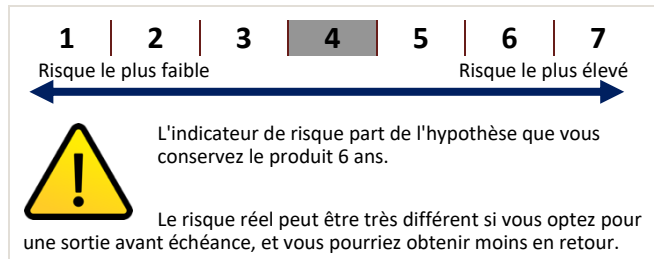 1 2 3 4 5 6 7
Risque le plus faible Risque le plus élevé
L'indicateur de risque part de l'hypothèse que vous
conservez le produit 6 ans.
Le risque réel peut être très différent si vous optez pour
une sortie avant échéance, et vous pourriez obtenir moins en retour.